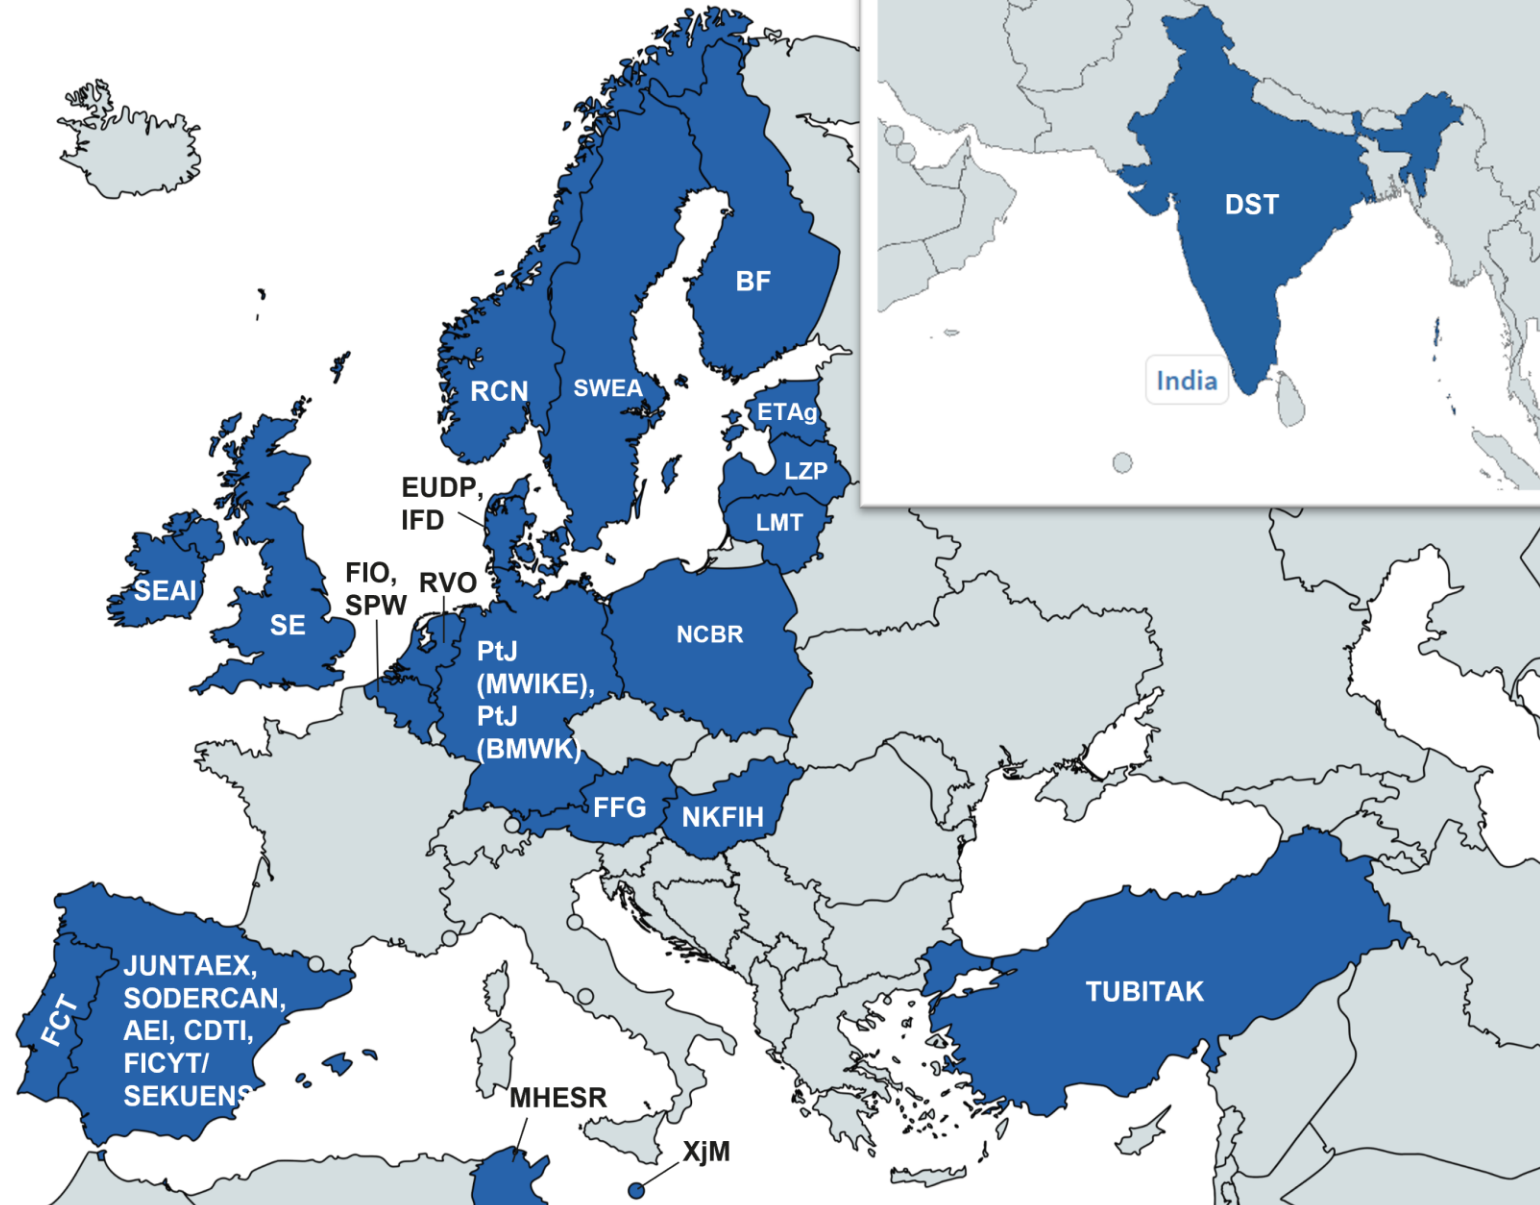 DST
India
BF
RCN
SWEA
ETAg
LZP
LMT
EUDP,
IFD
FIO,
SPW
RVO
SEAI
SE
NCBR
PtJ
(MWIKE),
PtJ
(BMWK)
FFG
NKFIH
JUNTAEX,
SODERCAN,
AEI, CDTI,
FICYT/
SEKUENS
FCT
TUBITAK
MHESR
XjM